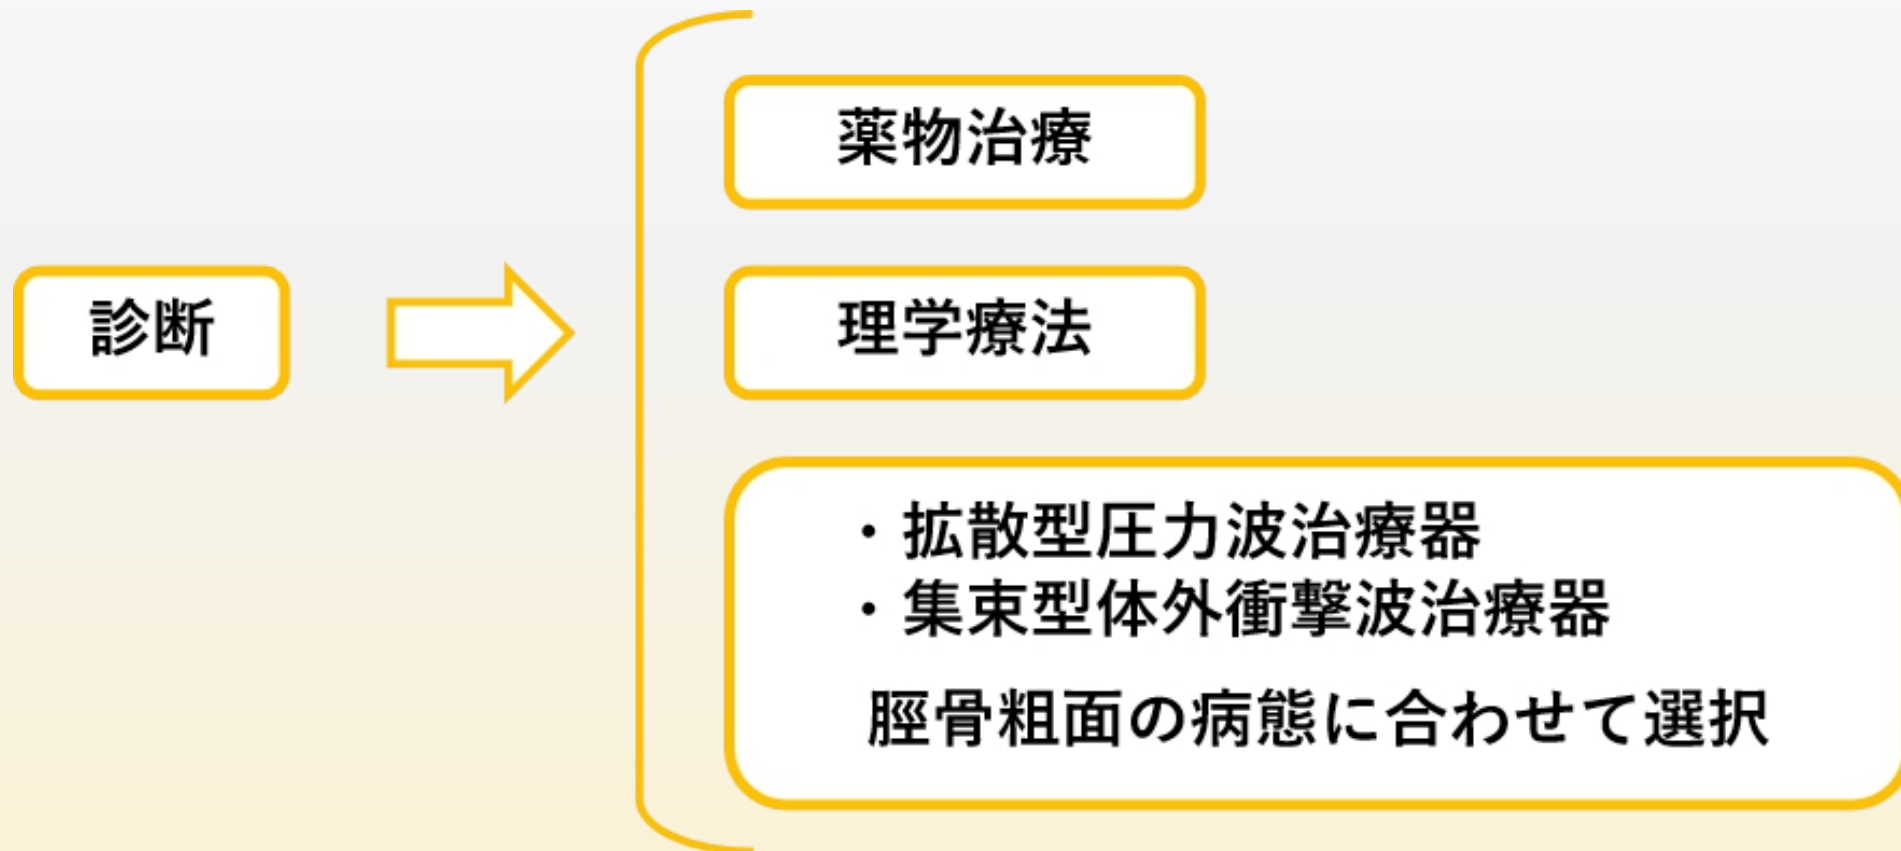 薬物治療
診断
理学療法
・拡散型圧力波治療器
・集束型体外衝撃波治療器
脛骨粗面の病態に合わせて選択